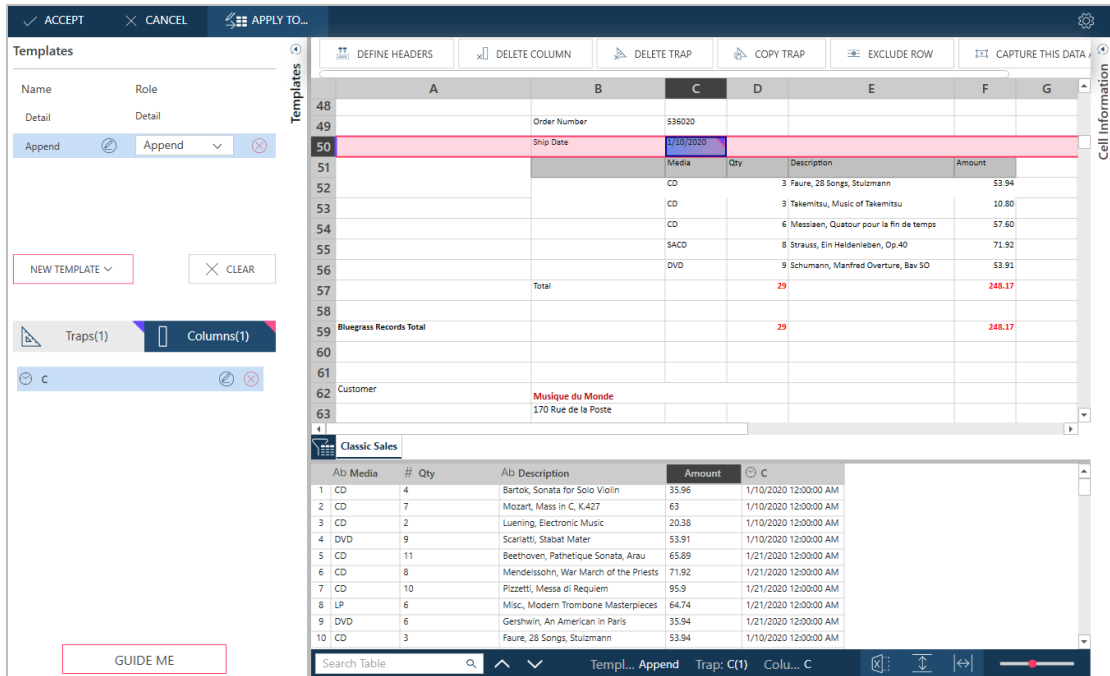 ACCEPT CANCEL APPLY TO...
Templates
Name Role
Detail Detail
Append Append
NEW TEMPLATE CLEAR
Traps(1) Columns(1)
C
GUIDE ME
Templates
DEFINE HEADERS DELETE COLUMN DELETE TRAP COPY TRAP EXCLUDE ROW CAPTURE THIS DATA
A B C D E F G
48
49 Order Number 536020
50 Ship Date 1/10/2020
51 Media Qty Description Amount
52 CD 3 Faure, 28 Songs, Stulzmann 53.94
53 CD 3 Takemitsu, Music of Takemitsu 10.80
54 CD 6 Messiaen, Quatour pour la fin de temps 57.60
55 SACD 8 Strauss, Ein Heldenleben, Op.40 71.92
56 DVD 9 Schumann, Manfred Overture, Bav SO 53.91
57 Total 29 248.17
58
59 Bluegrass Records Total 29 248.17
60
61
62 Customer Musique du Monde
63 170 Rue de la Poste
Classic Sales
Ab Media # Qty Ab Description Amount C
1 CD 4 Bartok, Sonata for Solo Violin 35.96 1/10/2020 12:00:00 AM
2 CD 7 Mozart, Mass in C, K.427 63 1/10/2020 12:00:00 AM
3 CD 2 Luening, Electronic Music 20.38 1/10/2020 12:00:00 AM
4 DVD 9 Scarlatti, Stabat Mater 53.91 1/10/2020 12:00:00 AM
5 CD 11 Beethoven, Pathetique Sonata, Arau 65.89 1/21/2020 12:00:00 AM
6 CD 8 Mendelssohn, War March of the Priests 71.92 1/21/2020 12:00:00 AM
7 CD 10 Pizzetti, Messa di Requiem 95.9 1/21/2020 12:00:00 AM
8 LP 6 Misc., Modern Trombone Masterpieces 64.74 1/21/2020 12:00:00 AM
9 DVD 6 Gershwin, An American in Paris 35.94 1/21/2020 12:00:00 AM
10 CD 3 Faure, 28 Songs, Stulzmann 53.94 1/10/2020 12:00:00 AM
Search Table Templ... Append Trap: C(1) Colu... C
Cell Information